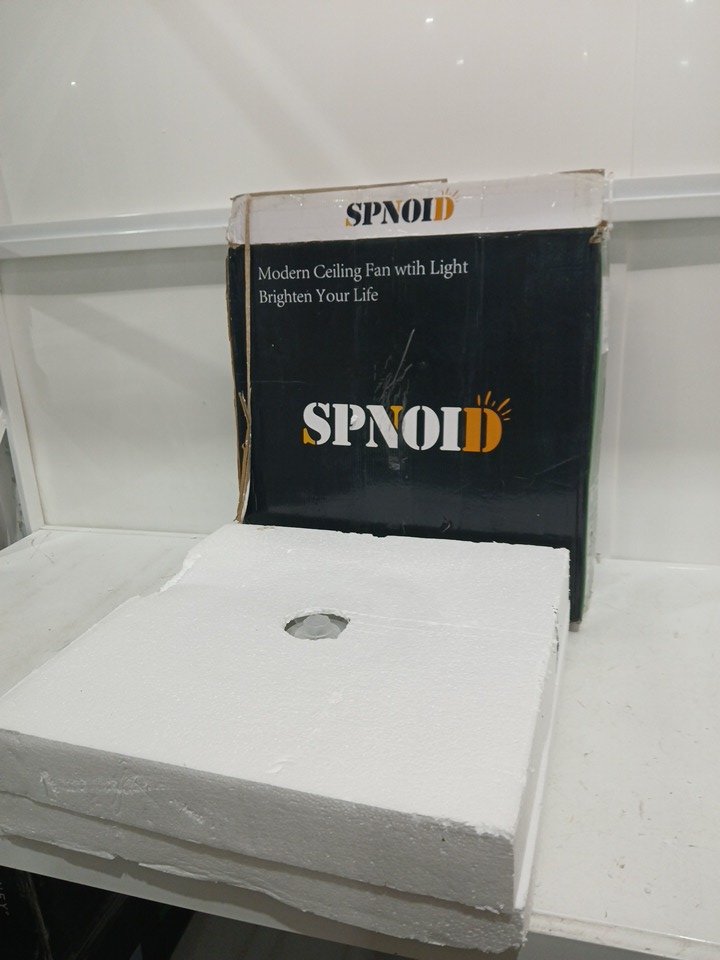 SPNOID
Modern Ceiling Fan wtih Light
Brighten Your Life
SPNOID